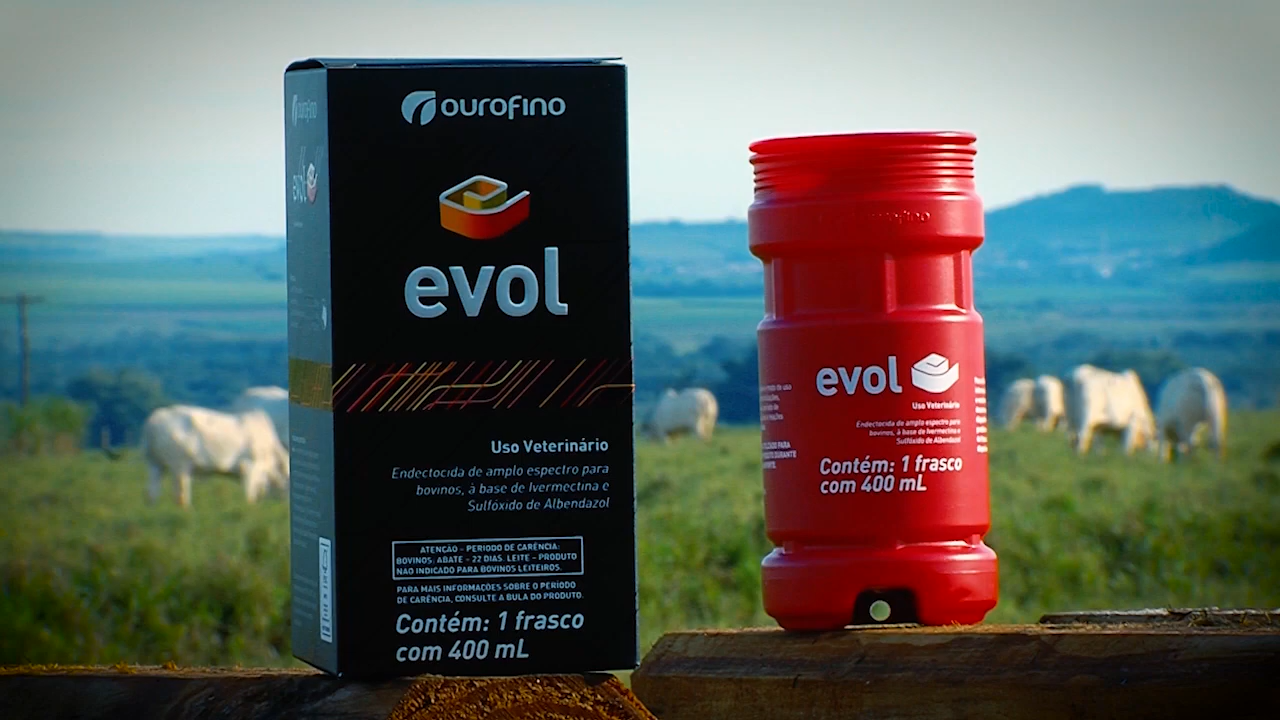 ourofino
evol
Uso Veterinário
Endectocida de amplo espectro para
bovinos, à base de Ivermectina e
Sulfóxido de Albendazol
ATENÇÃO - PERÍODO DE CARÊNCIA:
BOVINOS: ABATE - 22 DIAS. LEITE - PRODUTO
NÃO INDICADO PARA BOVINOS LEITEIROS.
PARA MAIS INFORMAÇÕES SOBRE O PERÍODO
DE CARÊNCIA, CONSULTE A BULA DO PRODUTO.
Contém: 1 frasco
com 400 mL
ourofino
evol
ourofino
evol
Uso Veterinário
Endectocida de amplo espectro para
bovinos, à base de Ivermectina e
Sulfóxido de Albendazol
Contém: 1 frasco
com 400 mL